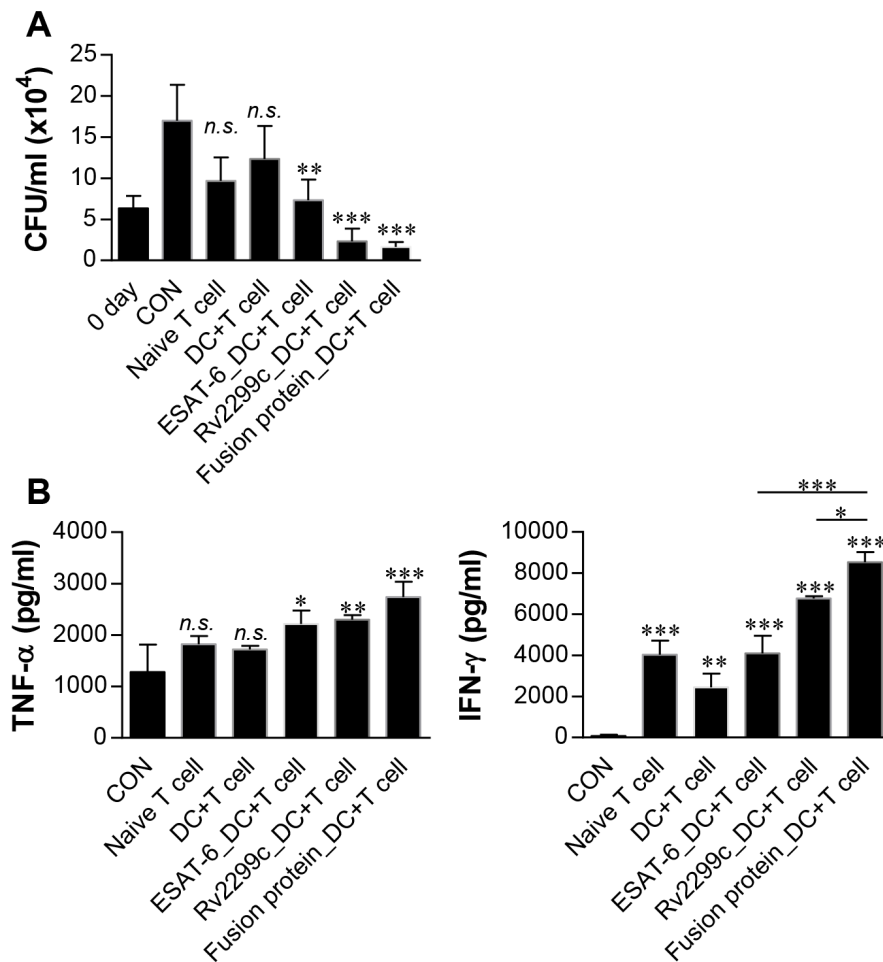 A
CFU/ml (x10⁴)
25
20
15
10
5
0
n.s.
n.s.
**
***
***
0 day
CON
Naive T cell
DC+T cell
ESAT-6_DC+T cell
Rv2299c_DC+T cell
Fusion protein_DC+T cell
B
TNF-α (pg/ml)
4000
3000
2000
1000
0
n.s.
n.s.
*
**
***
CON
Naive T cell
DC+T cell
ESAT-6_DC+T cell
Rv2299c_DC+T cell
Fusion protein_DC+T cell
IFN-γ (pg/ml)
10000
8000
6000
4000
2000
0
***
*
***
**
***
***
***
CON
Naive T cell
DC+T cell
ESAT-6_DC+T cell
Rv2299c_DC+T cell
Fusion protein_DC+T cell